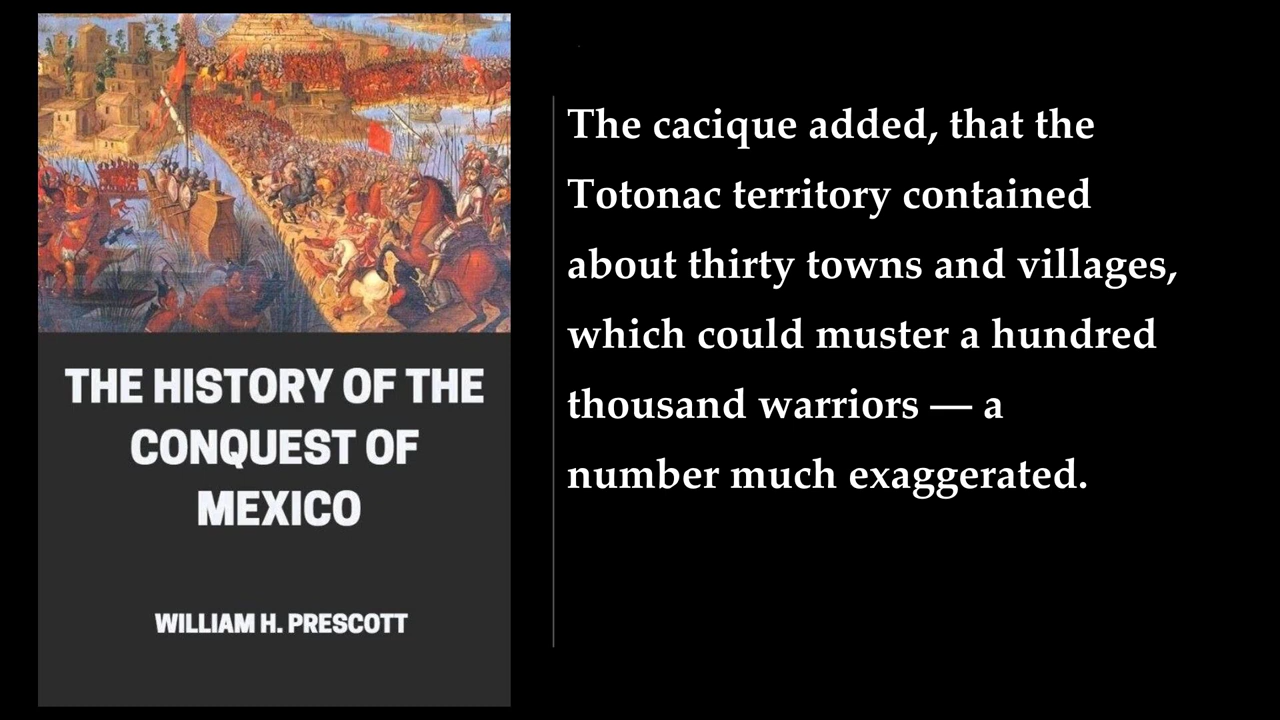 THE HISTORY OF THE
CONQUEST OF
MEXICO
WILLIAM H. PRESCOTT
The cacique added, that the
Totonac territory contained
about thirty towns and villages,
which could muster a hundred
thousand warriors — a
number much exaggerated.